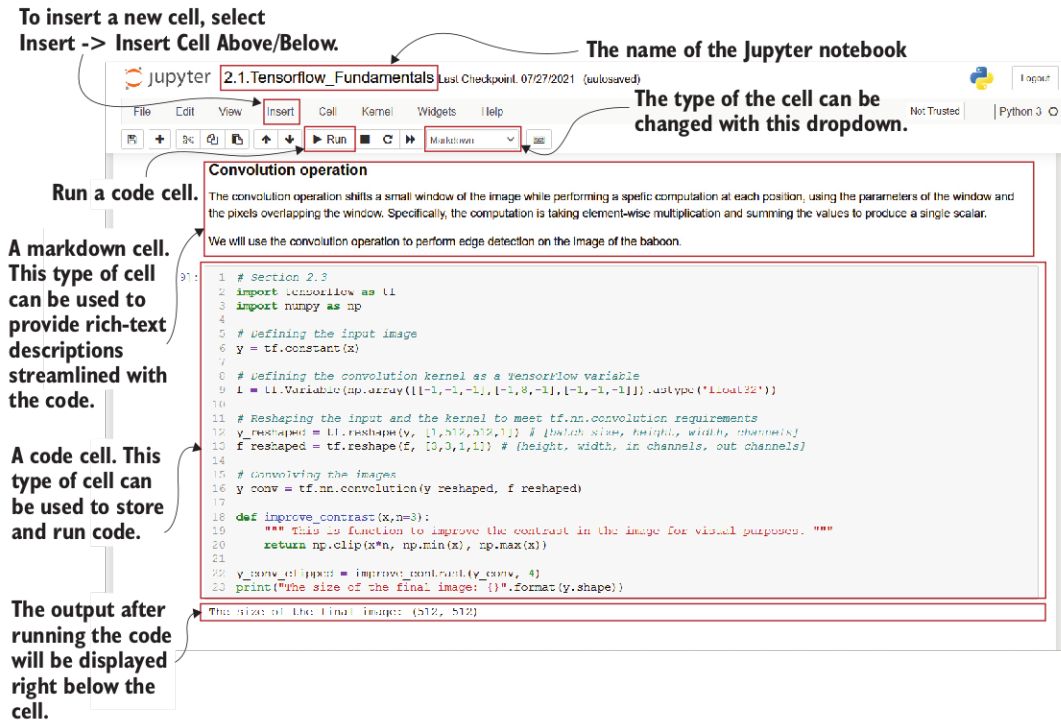 To insert a new cell, select
Insert -> Insert Cell Above/Below.
The name of the Jupyter notebook
jupyter 2.1.Tensorflow_Fundamentals Last Checkpoint: 07/27/2021 (autosaved)
Logout
The type of the cell can be
changed with this dropdown.
File Edit View Insert Cell Kernel Widgets Help
Not Trusted Python 3
Run Markdown
Run a code cell.
Convolution operation
The convolution operation shifts a small window of the image while performing a spefic computation at each position, using the parameters of the window and
the pixels overlapping the window. Specifically, the computation is taking element-wise multiplication and summing the values to produce a single scalar.
We will use the convolution operation to perform edge detection on the image of the baboon.
A markdown cell.
This type of cell
can be used to
provide rich-text
descriptions
streamlined with
the code.
9]:
1 # Section 2.3
2 import tensorflow as tf
3 import numpy as np
4
5 # Defining the input image
6 y = tf.constant(x)
7
8 # Defining the convolution kernel as a TensorFlow variable
9 f = tf.Variable(np.array([[-1,-1,-1],[-1,8,-1],[-1,-1,-1]]).astype('float32'))
10
11 # Reshaping the input and the kernel to meet tf.nn.convolution requirements
12 y_reshaped = tf.reshape(y, [1,512,512,1]) # [batch size, height, width, channels]
13 f_reshaped = tf.reshape(f, [3,3,1,1]) # [height, width, in channels, out channels]
14
15 # Convolving the images
16 y_conv = tf.nn.convolution(y_reshaped, f_reshaped)
17
18 def improve_contrast(x,n=3):
19 """ This is function to improve the contrast in the image for visual purposes. """
20 return np.clip(x*n, np.min(x), np.max(x))
21
22 y_conv_clipped = improve_contrast(y_conv, 4)
23 print("The size of the final image: {}".format(y.shape))
A code cell. This
type of cell can
be used to store
and run code.
The size of the final image: (512, 512)
The output after
running the code
will be displayed
right below the
cell.